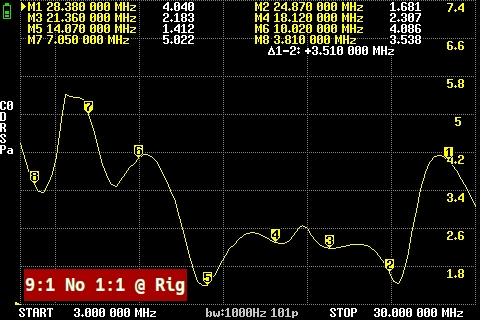 M1 28.380 000 MHz 4.040 M2 24.870 000 MHz 1.681 7.4
M3 21.360 000 MHz 2.183 M4 18.120 000 MHz 2.307
M5 14.070 000 MHz 1.412 M6 10.020 000 MHz 4.086
M7 7.050 000 MHz 5.022 M8 3.810 000 MHz 3.538 6.6
Δ1-2: +3.510 000 MHz
5.8
7
C0
D
R
S
Pa
5
6
1
4.2
8
3.4
4
3
2.6
2
1.8
5
9:1 No 1:1 @ Rig
START 3.000 000 MHz bw:1000Hz 101p STOP 30.000 000 MHz